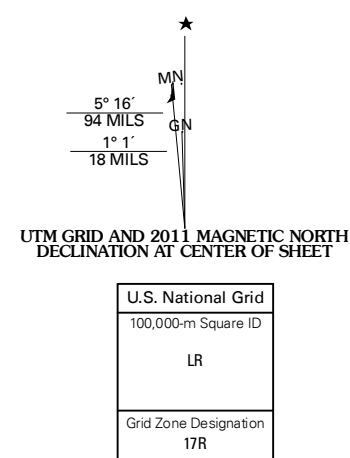 MN
5° 16´
94 MILS
GN
1° 1´
18 MILS
UTM GRID AND 2011 MAGNETIC NORTH
DECLINATION AT CENTER OF SHEET
U.S. National Grid
100,000-m Square ID
LR
Grid Zone Designation
17R